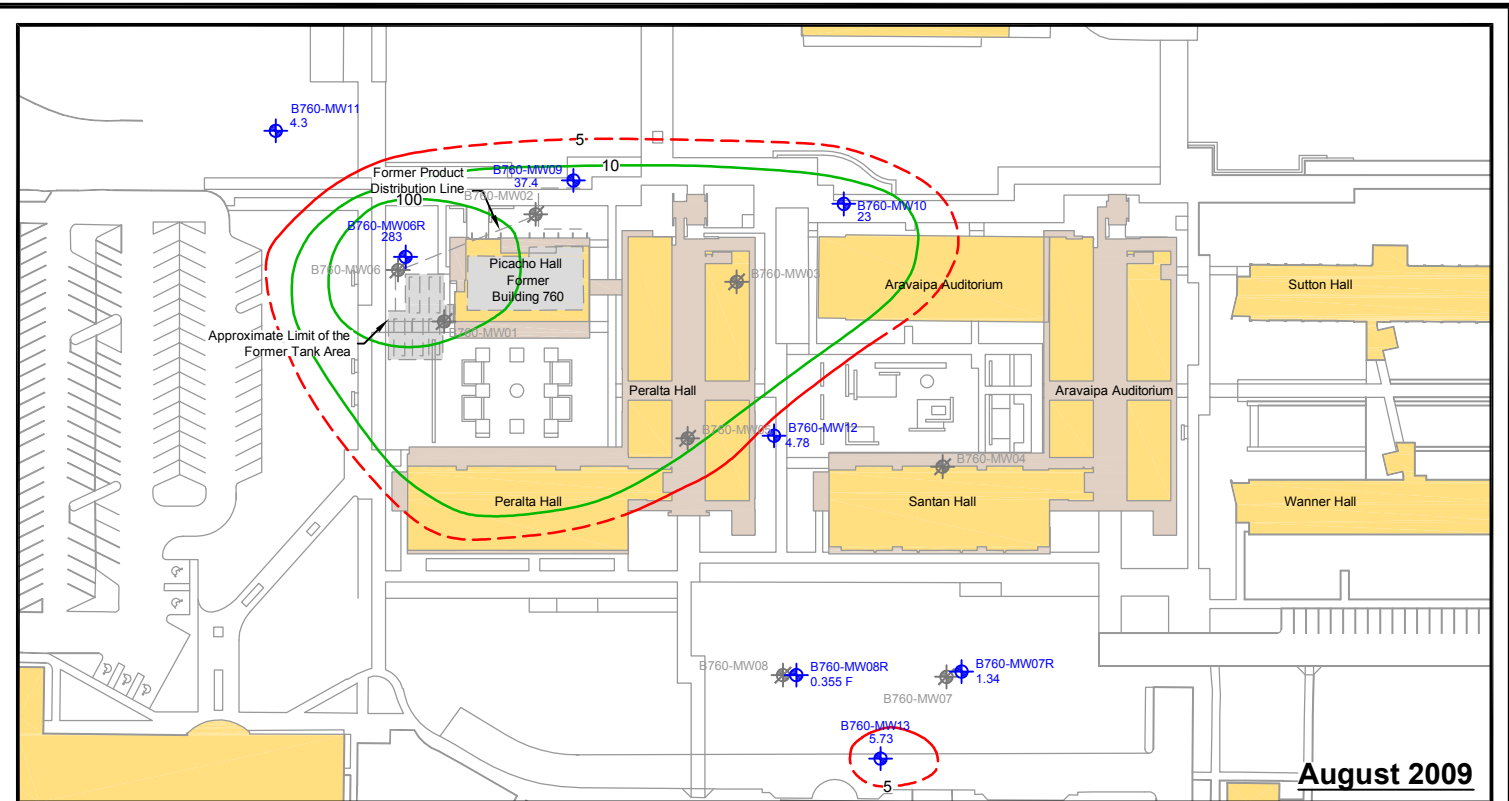 B760-MW11
4.3
5
10
Former Product
Distribution Line
B760-MW09
37.4
B760-MW02
100
B760-MW10
23
B760-MW06R
283
B760-MW06
Picacho Hall
Former
Building 760
B760-MW03
Aravaipa Auditorium
Sutton Hall
B760-MW01
Approximate Limit of the
Former Tank Area
Peralta Hall
Aravaipa Auditorium
B760-MW05
B760-MW12
4.78
B760-MW04
Peralta Hall
Santan Hall
Wanner Hall
B760-MW08
B760-MW08R
0.355 F
B760-MW07R
1.34
B760-MW07
B760-MW13
5.73
5
August 2009